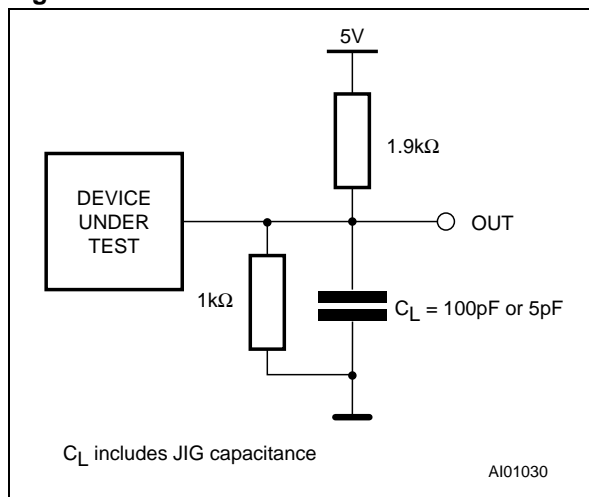 5V
1.9kΩ
DEVICE
UNDER
TEST
OUT
1kΩ
CL = 100pF or 5pF
CL includes JIG capacitance
AI01030